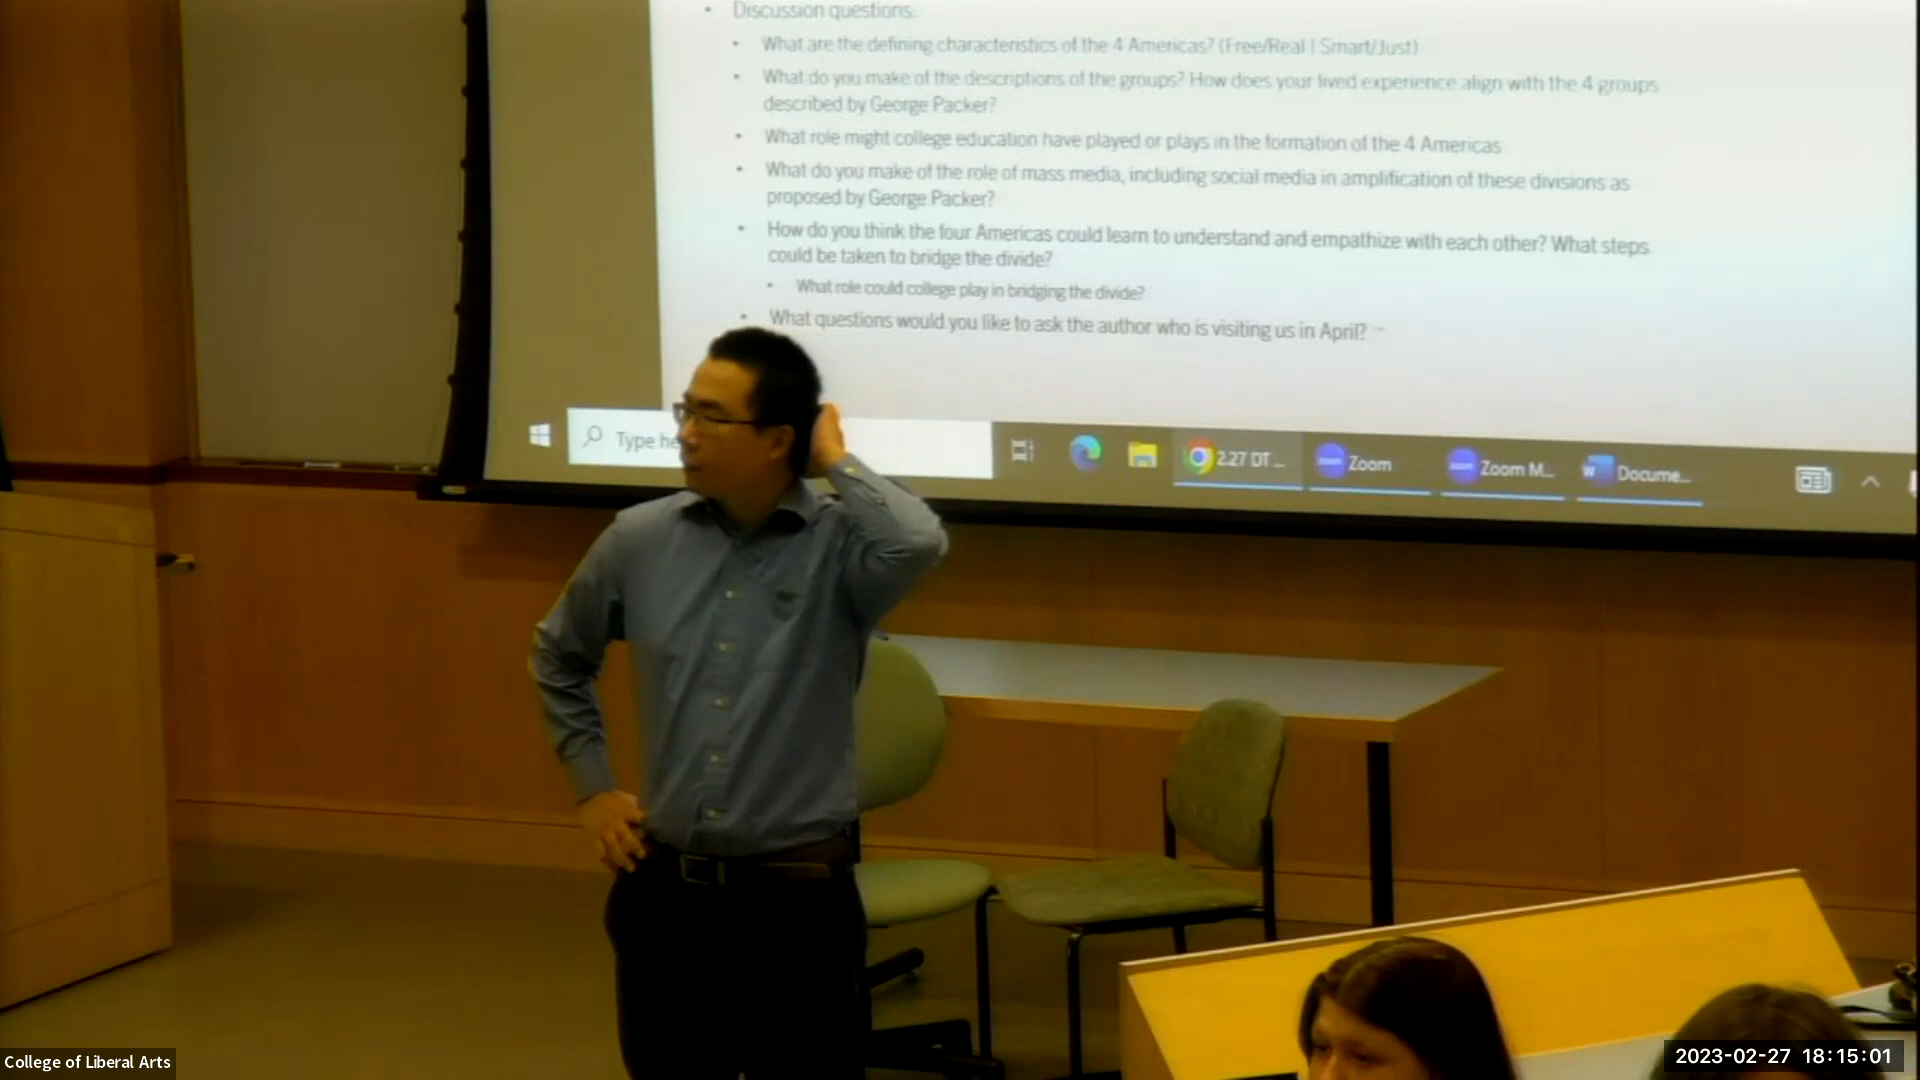 Discussion questions:
What are the defining characteristics of the 4 Americas? (Free/Real | Smart/Just)
What do you make of the descriptions of the groups? How does your lived experience align with the 4 groups
described by George Packer?
What role might college education have played or plays in the formation of the 4 Americas
What do you make of the role of mass media, including social media in amplification of these divisions as
proposed by George Packer?
How do you think the four Americas could learn to understand and empathize with each other? What steps
could be taken to bridge the divide?
What role could college play in bridging the divide?
What questions would you like to ask the author who is visiting us in April?
Type he
2.27 DT ...
Zoom
Zoom M...
Docume...
College of Liberal Arts
2023-02-27 18:15:01